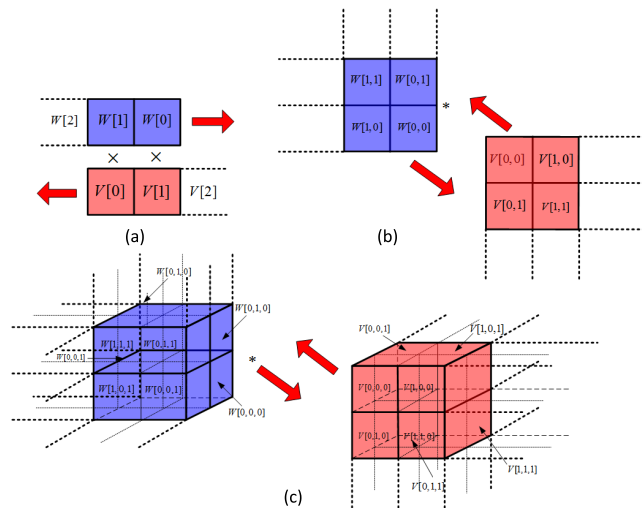 W[1,1] W[0,1]
W[1,0] W[0,0]
*
W[2] W[1] W[0]
× ×
V[0] V[1] V[2]
V[0,0] V[1,0]
V[0,1] V[1,1]
(a)
(b)
W[0,1,0]
W[0,1,0]
W[1,1,1] W[0,1,1]
W[0,0,1]
W[1,0,1] W[0,0,1]
W[0,0,0]
*
V[0,0,1] V[1,0,1]
V[0,0,0] V[1,0,0]
V[0,1,0] V[1,1,0]
V[0,1,1]
V[1,1,1]
(c)